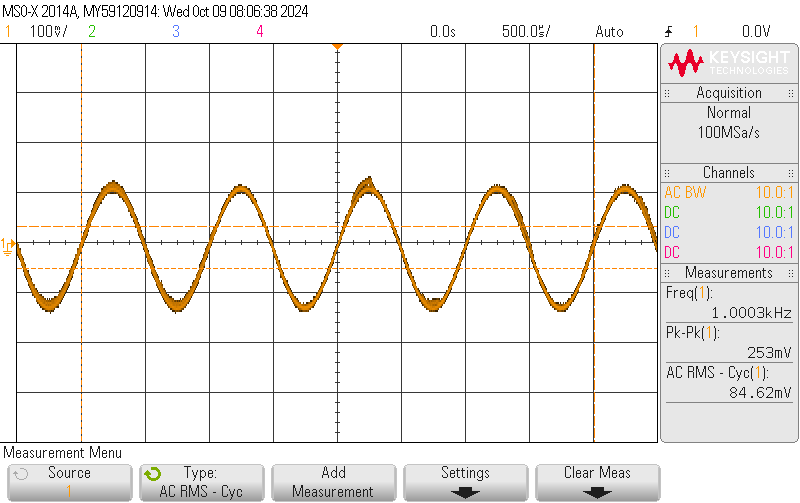 MSO-X 2014A, MY59120914: Wed Oct 09 08:06:38 2024
1 100mV/ 2 3 4 0.0s 500.0us/ Auto 1 0.0V
KEYSIGHT
TECHNOLOGIES
Acquisition
Normal
100MSa/s
Channels
AC BW 10.0:1
DC 10.0:1
DC 10.0:1
DC 10.0:1
Measurements
Freq(1):
1.0003kHz
Pk-Pk(1):
253mV
AC RMS - Cyc(1):
84.62mV
1
Measurement Menu
Source
1
Type:
AC RMS - Cyc
Add
Measurement
Settings
Clear Meas